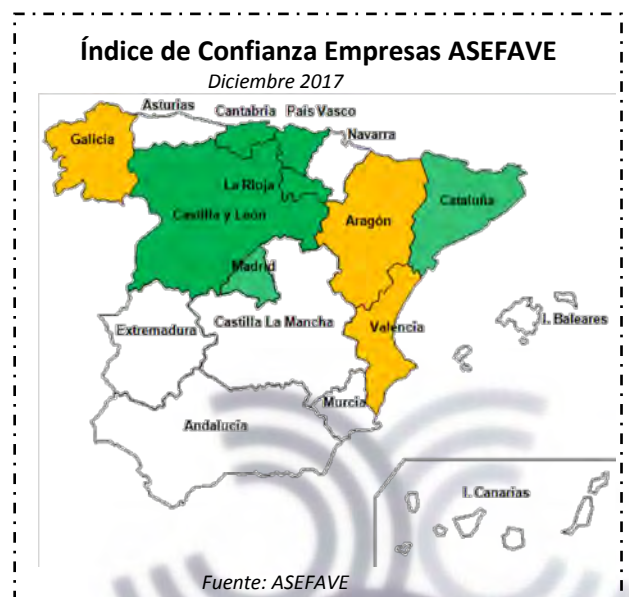 Índice de Confianza Empresas ASEFAVE
Diciembre 2017
Asturias
Cantabria
País Vasco
Navarra
Galicia
La Rioja
Castilla y León
Aragón
Cataluña
Madrid
Extremadura
Castilla La Mancha
Valencia
I. Baleares
Murcia
Andalucía
I. Canarias
Fuente: ASEFAVE